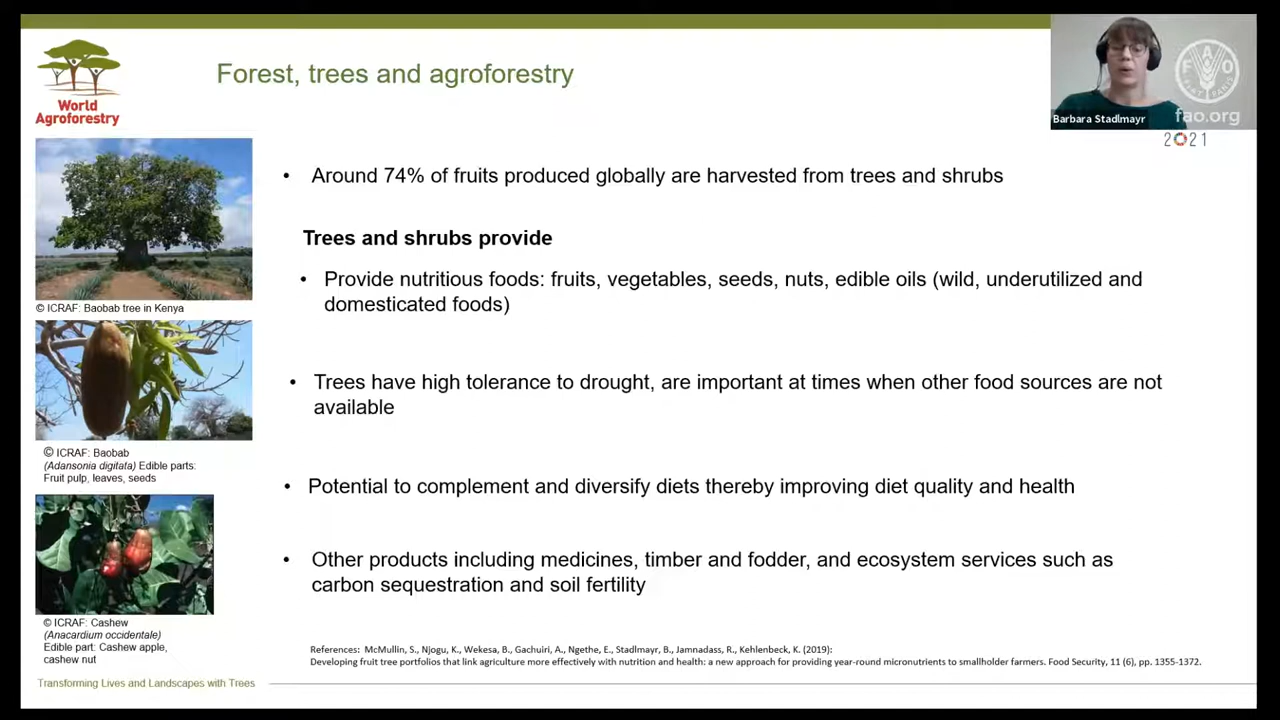 Forest, trees and agroforestry
World
Agroforestry
FAO
FIAT PANIS
fao.org
Barbara Stadlmayr
2021
• Around 74% of fruits produced globally are harvested from trees and shrubs
Trees and shrubs provide
• Provide nutritious foods: fruits, vegetables, seeds, nuts, edible oils (wild, underutilized and
domesticated foods)
• Trees have high tolerance to drought, are important at times when other food sources are not
available
• Potential to complement and diversify diets thereby improving diet quality and health
• Other products including medicines, timber and fodder, and ecosystem services such as
carbon sequestration and soil fertility
© ICRAF: Baobab tree in Kenya
© ICRAF: Baobab
(Adansonia digitata) Edible parts:
Fruit pulp, leaves, seeds
© ICRAF: Cashew
(Anacardium occidentale)
Edible part: Cashew apple,
cashew nut
References: McMullin, S., Njogu, K., Wekesa, B., Gachuiri, A., Ngethe, E., Stadlmayr, B., Jamnadass, R., Kehlenbeck, K. (2019):
Developing fruit tree portfolios that link agriculture more effectively with nutrition and health: a new approach for providing year-round micronutrients to smallholder farmers. Food Security, 11 (6), pp. 1355-1372.
Transforming Lives and Landscapes with Trees